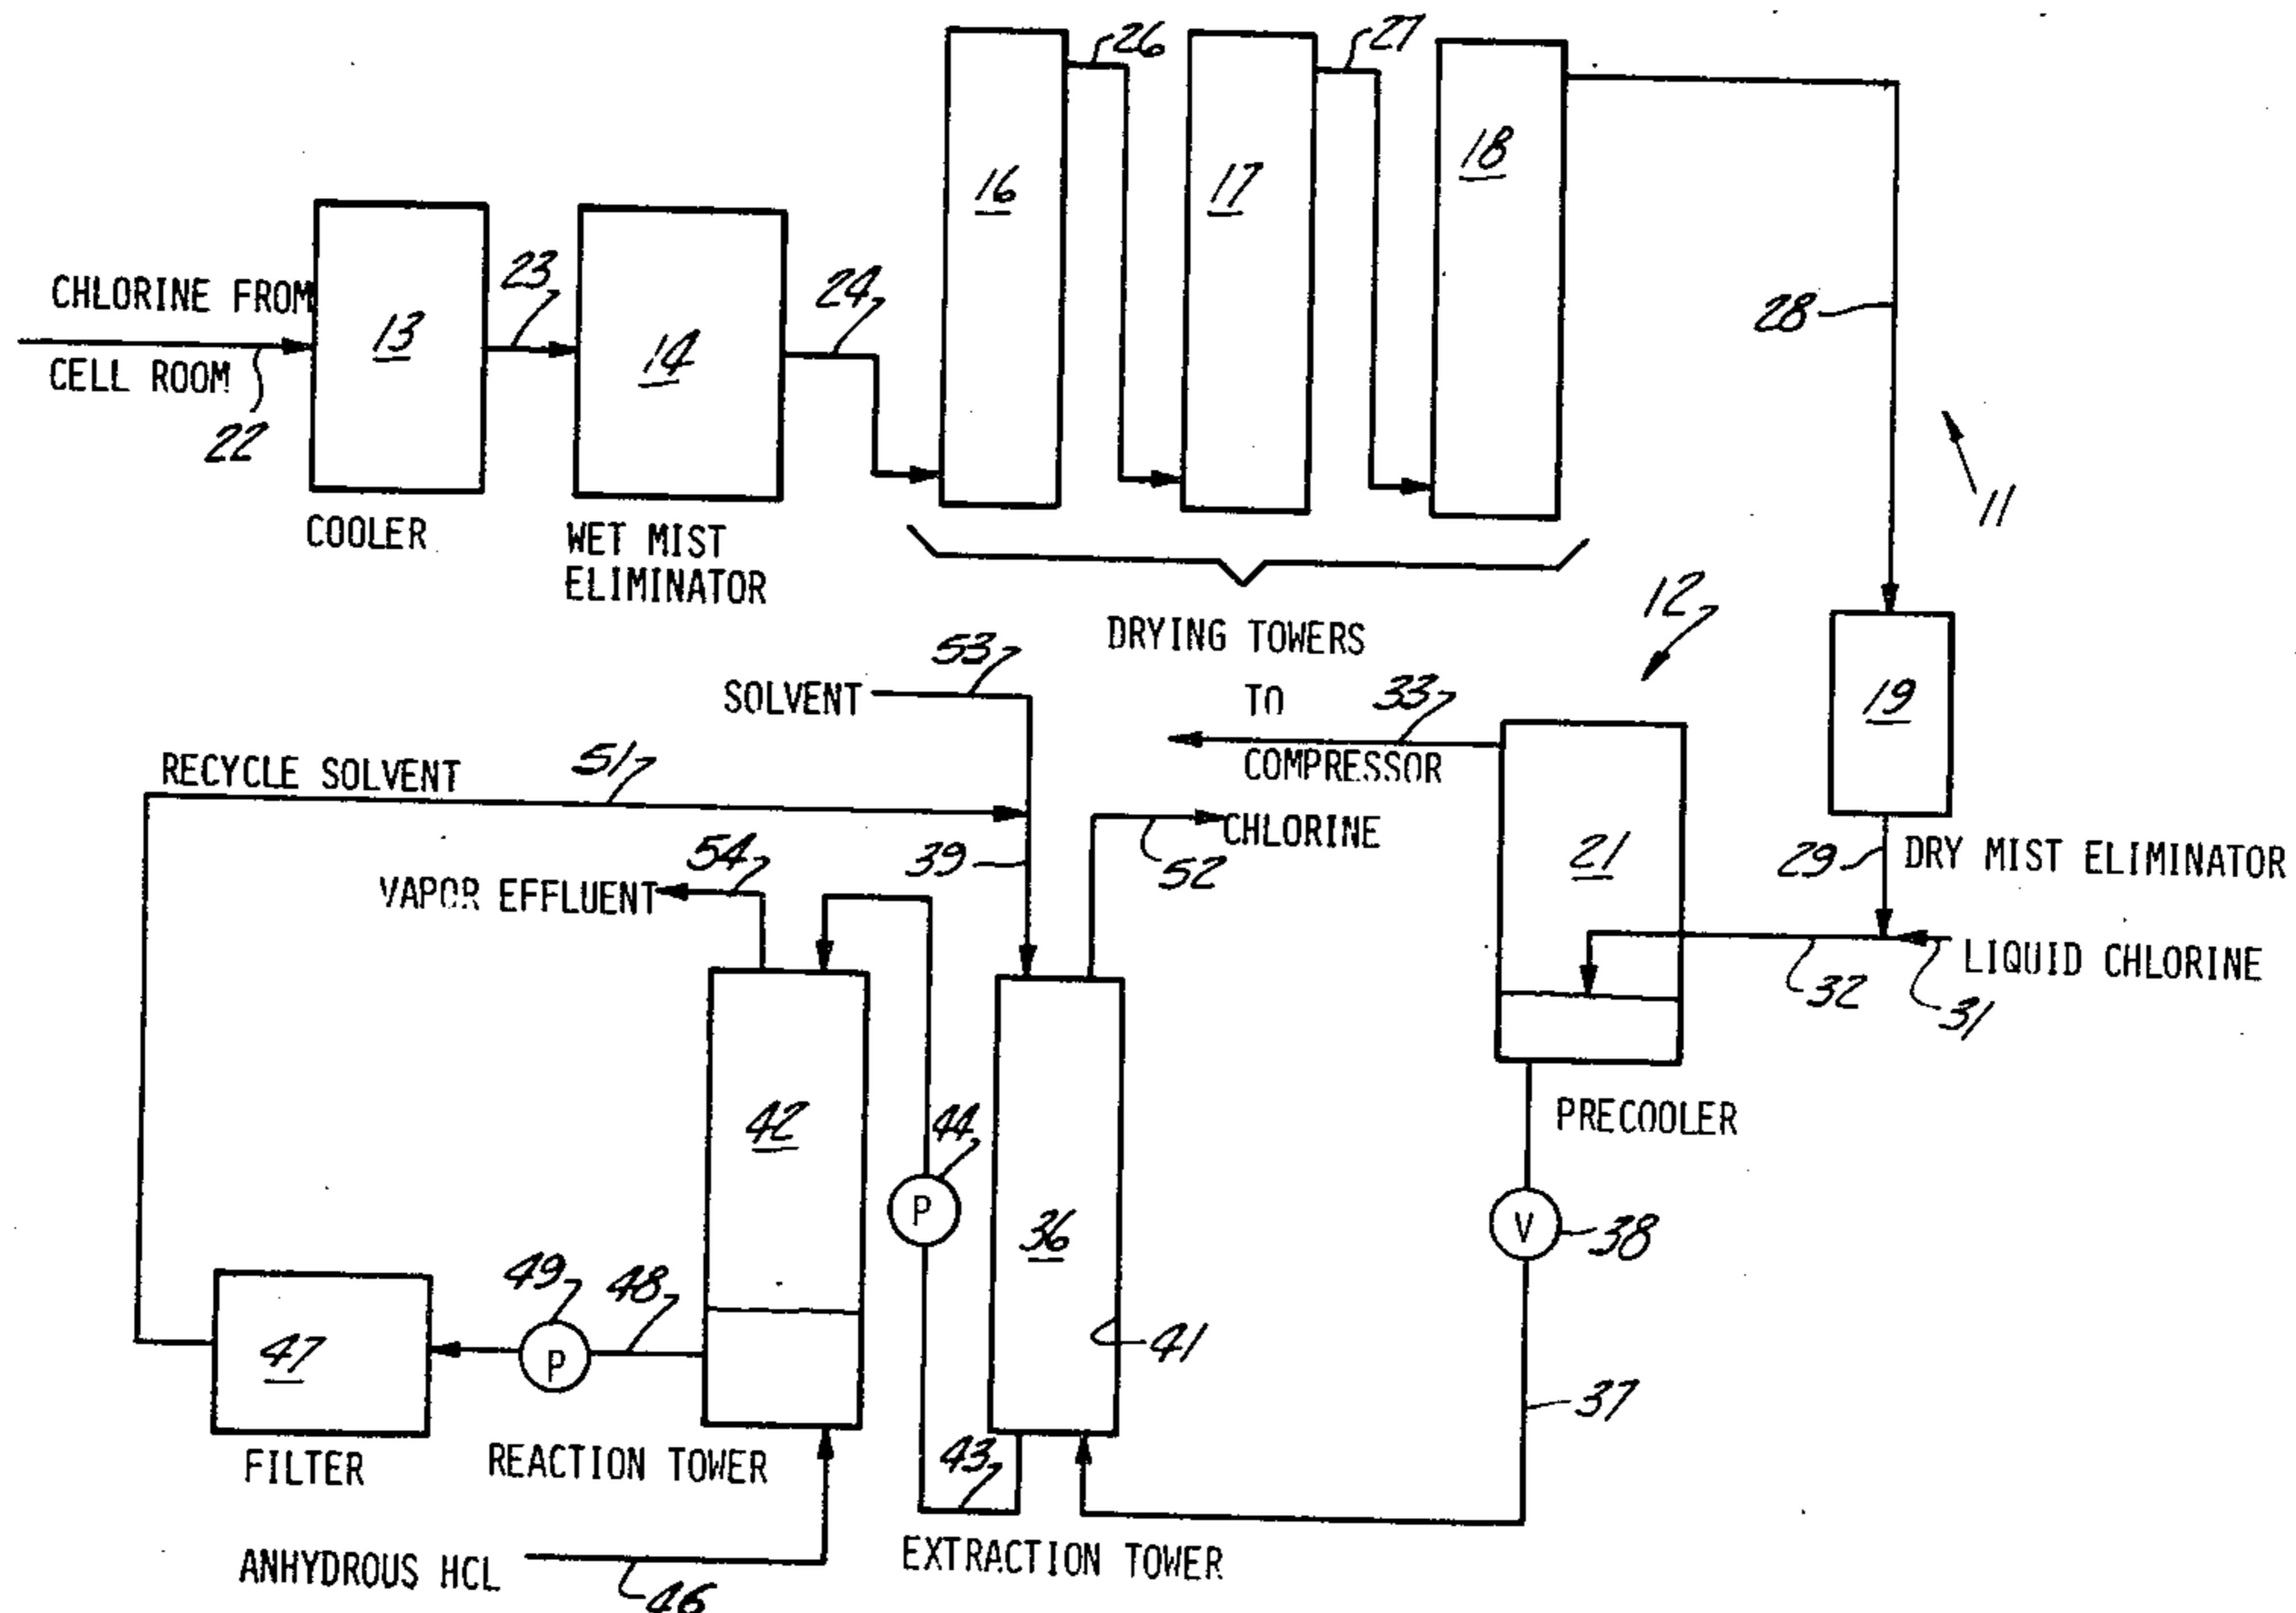 26
27
16
17
18
CHLORINE FROM
CELL ROOM
22
13
23
14
24
28
11
COOLER
WET MIST
ELIMINATOR
DRYING TOWERS
12
19
SOLVENT
53
TO
COMPRESSOR
33
RECYCLE SOLVENT
51
39
CHLORINE
52
21
29
DRY MIST ELIMINATOR
VAPOR EFFLUENT
54
LIQUID CHLORINE
32
31
PRECOOLER
42
44
P
36
V
38
49
48
P
47
41
37
FILTER
REACTION TOWER
43
ANHYDROUS HCL
46
EXTRACTION TOWER